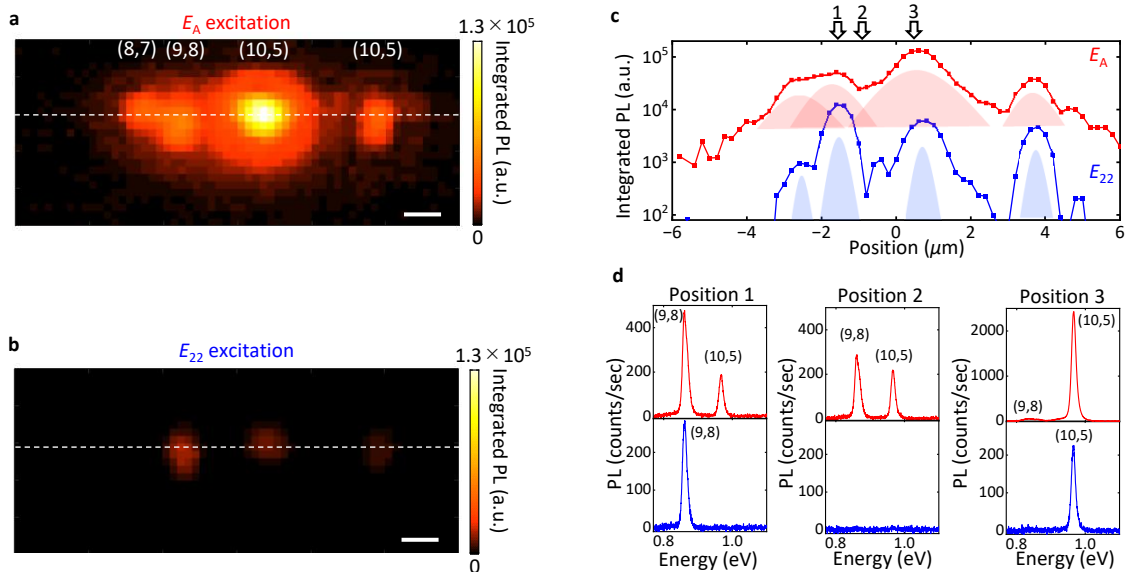 a
E_A excitation
(8,7)
(9,8)
(10,5)
(10,5)
1.3 × 10^5
Integrated PL (a.u.)
0
b
E_22 excitation
1.3 × 10^5
Integrated PL (a.u.)
0
c
1 2 3
Integrated PL (a.u.)
10^5
10^4
10^3
10^2
E_A
E_22
−6 −4 −2 0 2 4 6
Position (μm)
d
Position 1
Position 2
Position 3
PL (counts/sec)
400
200
0
(9,8)
(10,5)
200
0
(9,8)
0.8 1.0
Energy (eV)
PL (counts/sec)
400
200
0
(9,8)
(10,5)
200
0
0.8 1.0
Energy (eV)
PL (counts/sec)
2000
1000
0
(9,8)
(10,5)
200
100
0
(10,5)
0.8 1.0
Energy (eV)